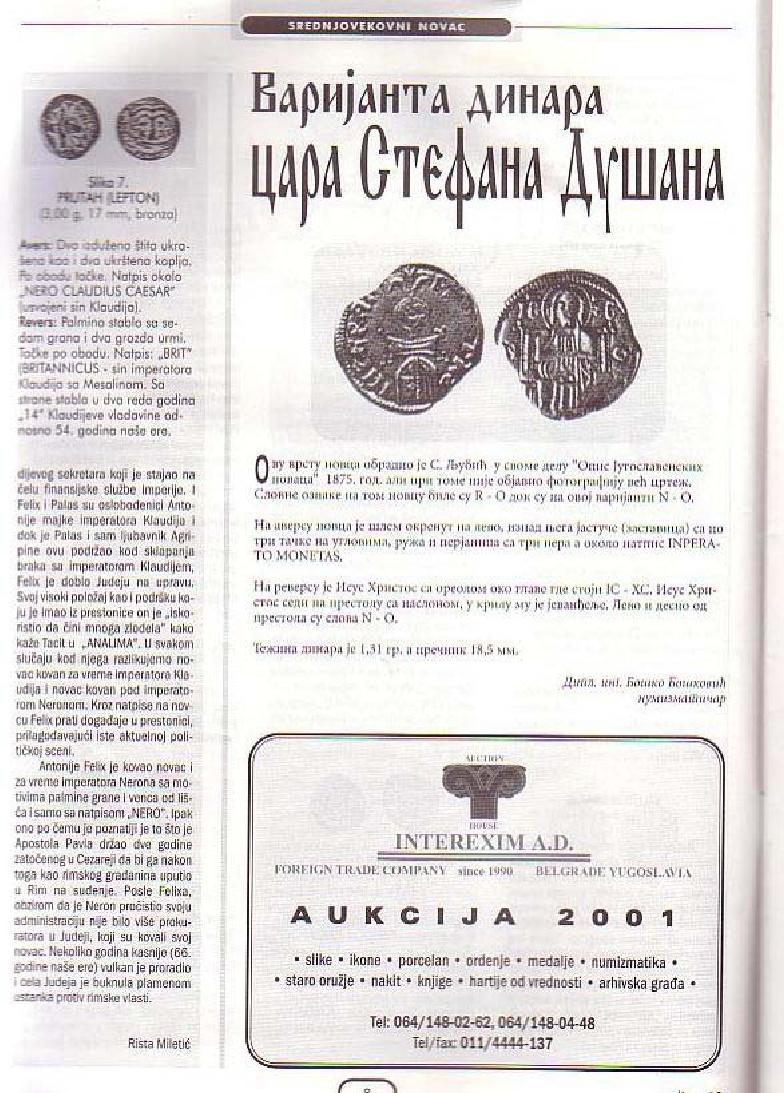 SREDNJOVEKOVNI NOVAC
Slika 7.
PRUTAH (LEPTON)
(3,00 g, 17 mm, bronza)
Avers: Dva izdužena štita ukra-
šena kao i dva ukrštena koplja.
Po obodu tačke. Natpis okolo
„NERO CLAUDIUS CAESAR"
(usvojeni sin Klaudija).
Revers: Palmino stablo sa se-
dam grana i dva grozda urmi.
Tačke po obodu. Natpis: „BRIT"
(BRITANNICUS - sin imperatora
Klaudija sa Mesalinom. Sa
strane stabla u dva reda godina
„14" Klaudijeve vladavine od-
nosno 54. godina naše ere.
dijevog sekretara koji je stajao na
čelu finansijske službe imperije. I
Felix i Palas su oslobođenici Anto-
nije majke imperatora Klaudija i
dok je Palas i sam ljubavnik Agri-
pine ovu podržao kod sklapanja
braka sa imperatorom Klaudijem,
Felix je dobio Judeju na upravu.
Svoj visoki položaj kao i podršku ko-
ju je imao iz prestonice on je „isko-
ristio da čini mnoga zlodela" kako
kaže Tacit u „ANALIMA". U svakom
slučaju kod njega razlikujemo no-
vac kovan za vreme imperatora Kla-
udija i novac kovan pod imperato-
rom Neronom. Kroz natpise na nov-
cu Felix prati događaje u prestonici,
prilagođavajući iste aktuelnoj poli-
tičkoj sceni.
Antonije Felix je kovao novac i
za vreme imperatora Nerona sa mo-
tivima palmine grane i venca od liš-
ća i samo sa natpisom „NERO". Ipak
ono po čemu je poznatiji je to što je
Apostola Pavla držao dve godine
zatočenog u Cezareji da bi ga nakon
toga kao rimskog građanina uputio
u Rim na suđenje. Posle Felixa,
obzirom da je Neron pročistio svoju
administraciju nije bilo više proku-
ratora u Judeji, koji su kovali svoj
novac. Nekoliko godina kasnije (66.
godine naše ere) vulkan je proradio
i cela Judeja je buknula plamenom
ustanka protiv rimske vlasti.
Rista Miletić
Варијанта динара
цара Стефана Душана
Ову врсту новца обрадио је С. Љубић у своме делу "Опис Југославенских
новаца" 1875. год. али при томе није објавио фотографију већ цртеж.
Словне ознаке на том новцу биле су R - O док су на овој варијанти N - O.
На аверсу новца је шлем окренут на лево, изнад њега јастуче (заставица) са по
три тачке на угловима, ружа и перјаница са три пера а около натпис INPERA-
TO MONETAS.
На реверсу је Исус Христос са ореолом око главе где стоји IC - XC. Исус Хри-
стос седи на престолу са наслоном, у крилу му је јеванђеље. Лево и десно од
престола су слова N - O.
Тежина динара је 1,31 гр. а пречник 18,5 мм.
Дипл. инг. Бошко Бошковић
нумизматичар
AUCTION
HOUSE
INTEREXIM A.D.
FOREIGN TRADE COMPANY since 1990 BELGRADE YUGOSLAVIA
AUKCIJA 2001
• slike • ikone • porcelan • ordenje • medalje • numizmatika •
• staro oružje • nakit • knjige • hartije od vrednosti • arhivska građa •
Tel: 064/148-02-62, 064/148-04-48
Tel/fax: 011/4444-137